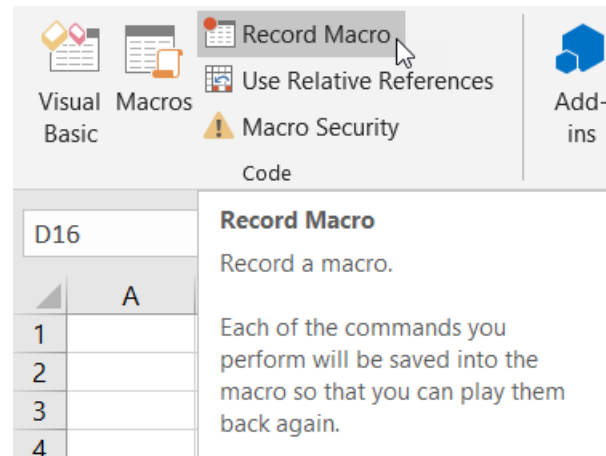 Record Macro
Use Relative References
Macro Security
Visual Basic
Macros
Code
Add-
ins
D16
A
1
2
3
4
Record Macro
Record a macro.
Each of the commands you
perform will be saved into the
macro so that you can play them
back again.